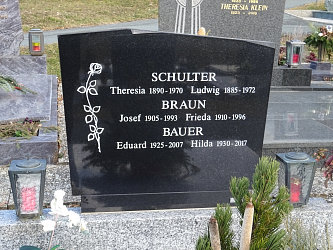 THERESIA KLEIN
SCHULTER
Theresia 1890-1970 Ludwig 1885-1972
BRAUN
Josef 1905-1993 Frieda 1910-1996
BAUER
Eduard 1925-2007 Hilda 1930-2017